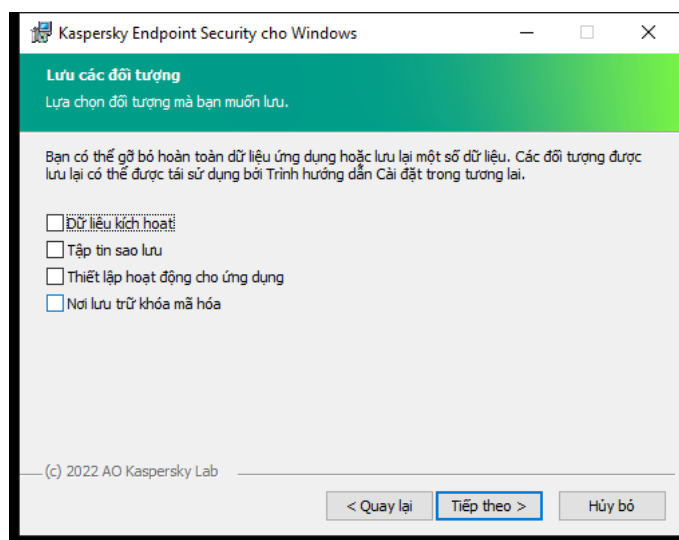 Kaspersky Endpoint Security cho Windows
Lưu các đối tượng
Lựa chọn đối tượng mà bạn muốn lưu.
Bạn có thể gỡ bỏ hoàn toàn dữ liệu ứng dụng hoặc lưu lại một số dữ liệu. Các đối tượng được
lưu lại có thể được tái sử dụng bởi Trình hướng dẫn Cài đặt trong tương lai.
Dữ liệu kích hoạt
Tập tin sao lưu
Thiết lập hoạt động cho ứng dụng
Nơi lưu trữ khóa mã hóa
(c) 2022 AO Kaspersky Lab
< Quay lại Tiếp theo > Hủy bỏ